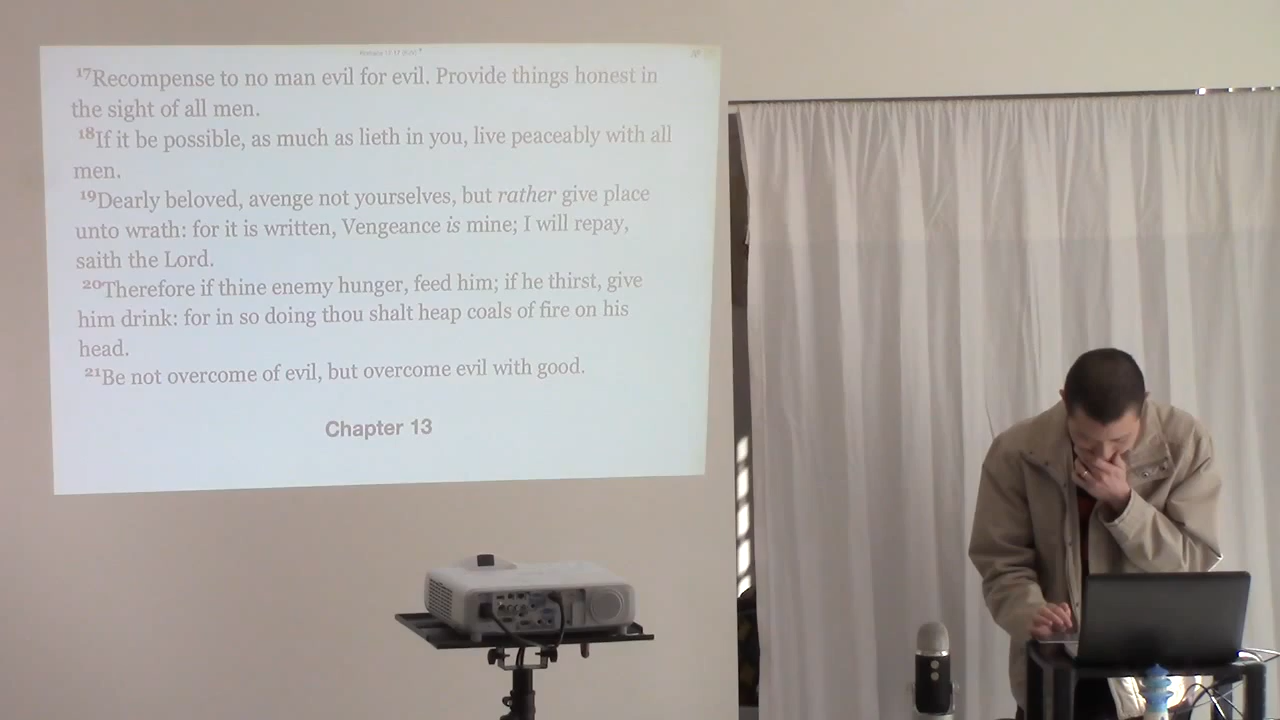 17Recompense to no man evil for evil. Provide things honest in
the sight of all men.
18If it be possible, as much as lieth in you, live peaceably with all
men.
19Dearly beloved, avenge not yourselves, but rather give place
unto wrath: for it is written, Vengeance is mine; I will repay,
saith the Lord.
20Therefore if thine enemy hunger, feed him; if he thirst, give
him drink: for in so doing thou shalt heap coals of fire on his
head.
21Be not overcome of evil, but overcome evil with good.
Chapter 13